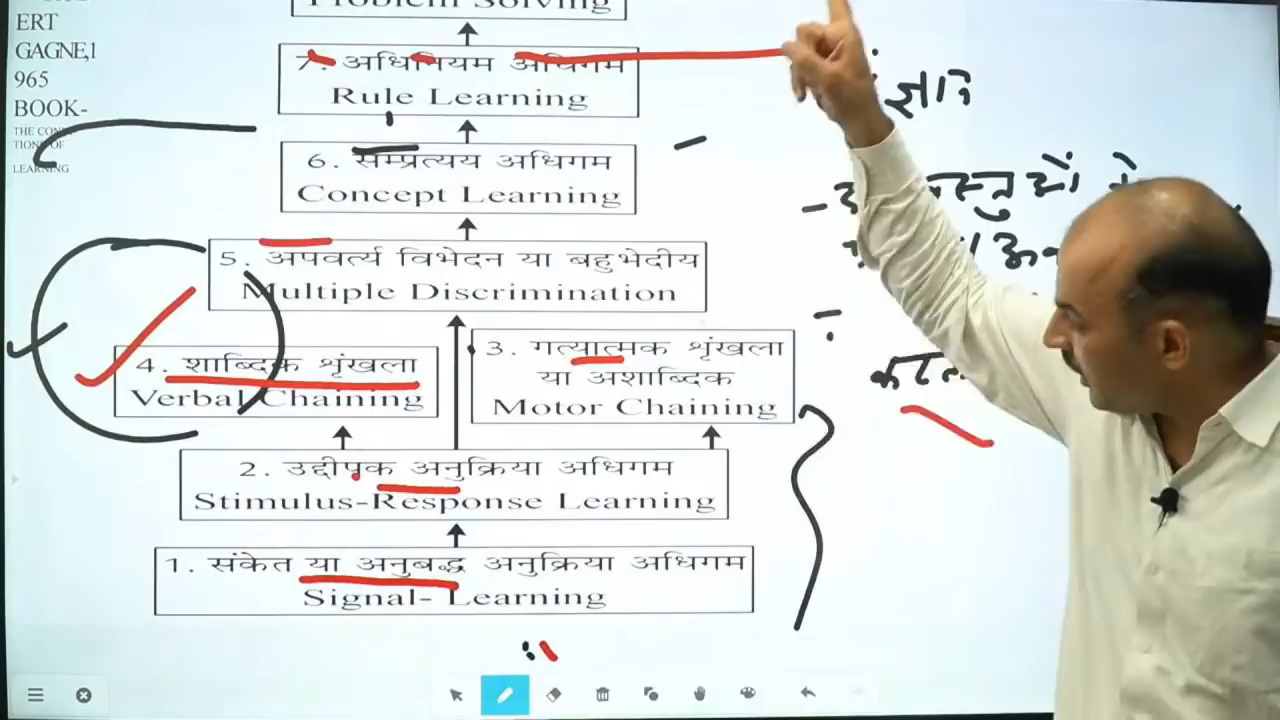 ERT
GAGNE,1
965
BOOK-
THE CONDI
TIONS OF
LEARNING
Problem Solving
7. अधिनियम अधिगम
Rule Learning
6. सम्प्रत्यय अधिगम
Concept Learning
5. अपवर्त्य विभेदन या बहुभेदीय
Multiple Discrimination
4. शाब्दिक श्रृंखला
Verbal Chaining
3. गत्यात्मक श्रृंखला
या अशाब्दिक
Motor Chaining
2. उद्दीपक अनुक्रिया अधिगम
Stimulus-Response Learning
1. संकेत या अनुबद्ध अनुक्रिया अधिगम
Signal- Learning